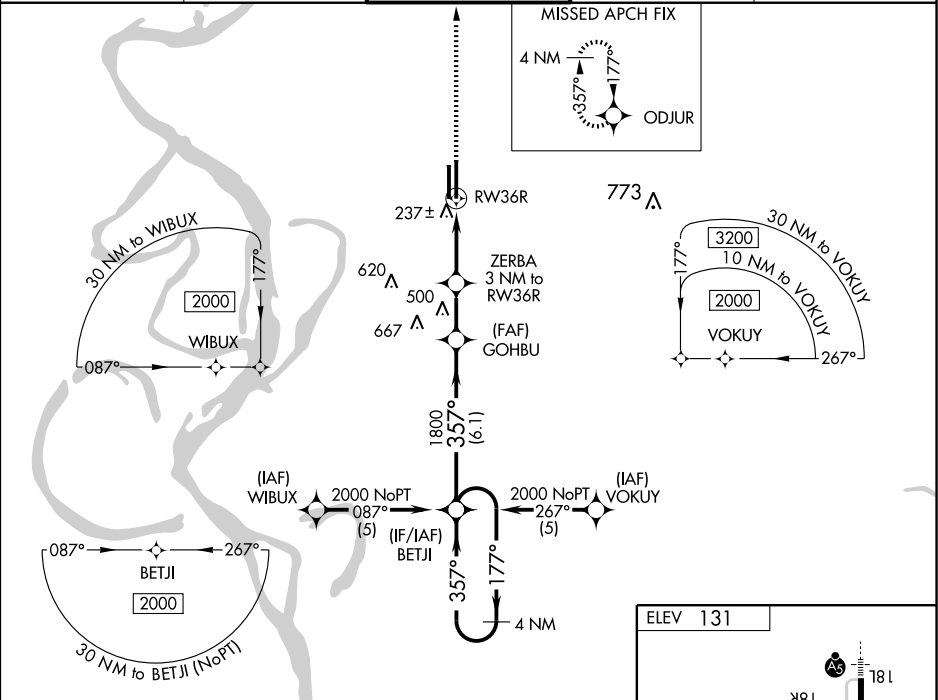 MISSED APCH FIX
4 NM
357°
177°
ODJUR
RW36R
237±
773
ZERBA
3 NM to
RW36R
620
500
667
(FAF)
GOHBU
30 NM to WIBUX
177°
2000
WIBUX
087°
30 NM to VOKUY
3200
10 NM to VOKUY
177°
2000
VOKUY
267°
1800
357°
(6.1)
(IAF)
WIBUX
2000 NoPT
087°
(5)
(IF/IAF)
BETJI
2000 NoPT
267°
(5)
(IAF)
VOKUY
357°
177°
4 NM
087°
267°
BETJI
2000
30 NM to BETJI (NoPT)
ELEV 131
A5
18L
18R